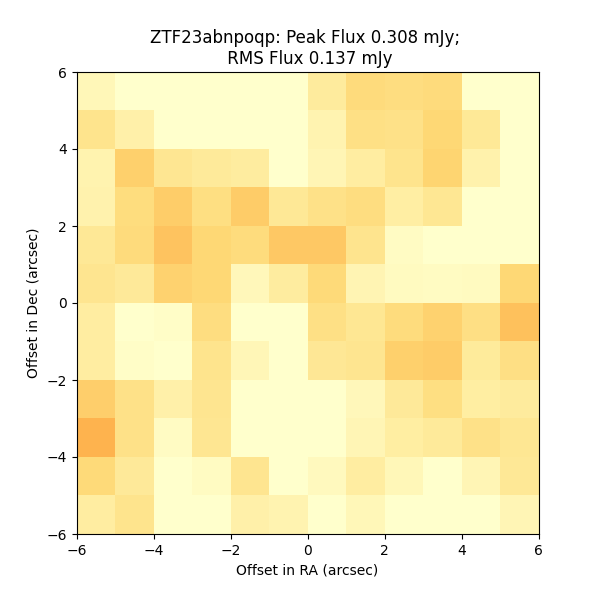 ZTF23abnpoqp: Peak Flux 0.308 mJy;
RMS Flux 0.137 mJy
6
4
2
0
−2
−4
−6
Offset in Dec (arcsec)
−6 −4 −2 0 2 4 6
Offset in RA (arcsec)